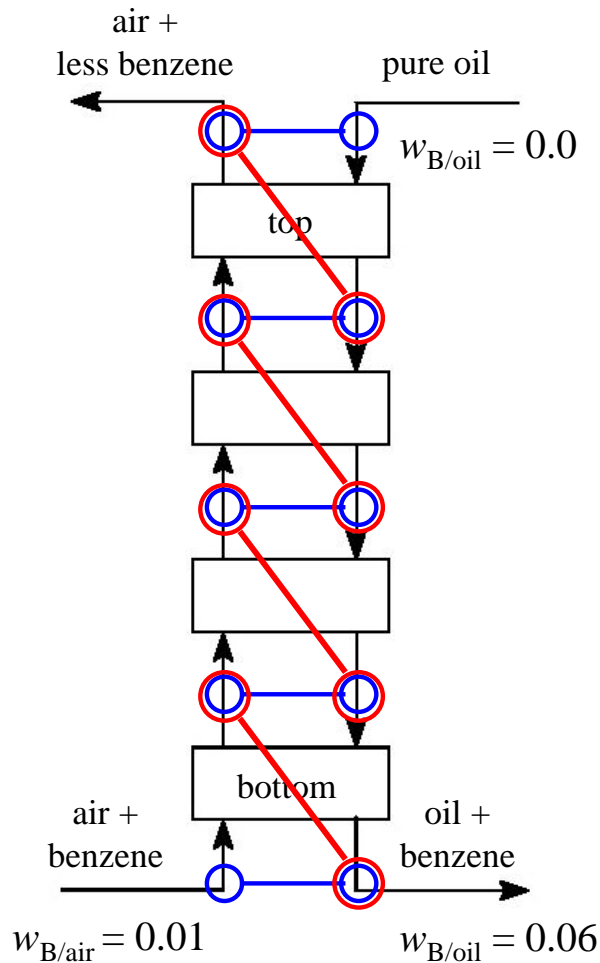 air +
less benzene
pure oil
w_B/oil = 0.0
top
bottom
air +
benzene
oil +
benzene
w_B/air = 0.01
w_B/oil = 0.06